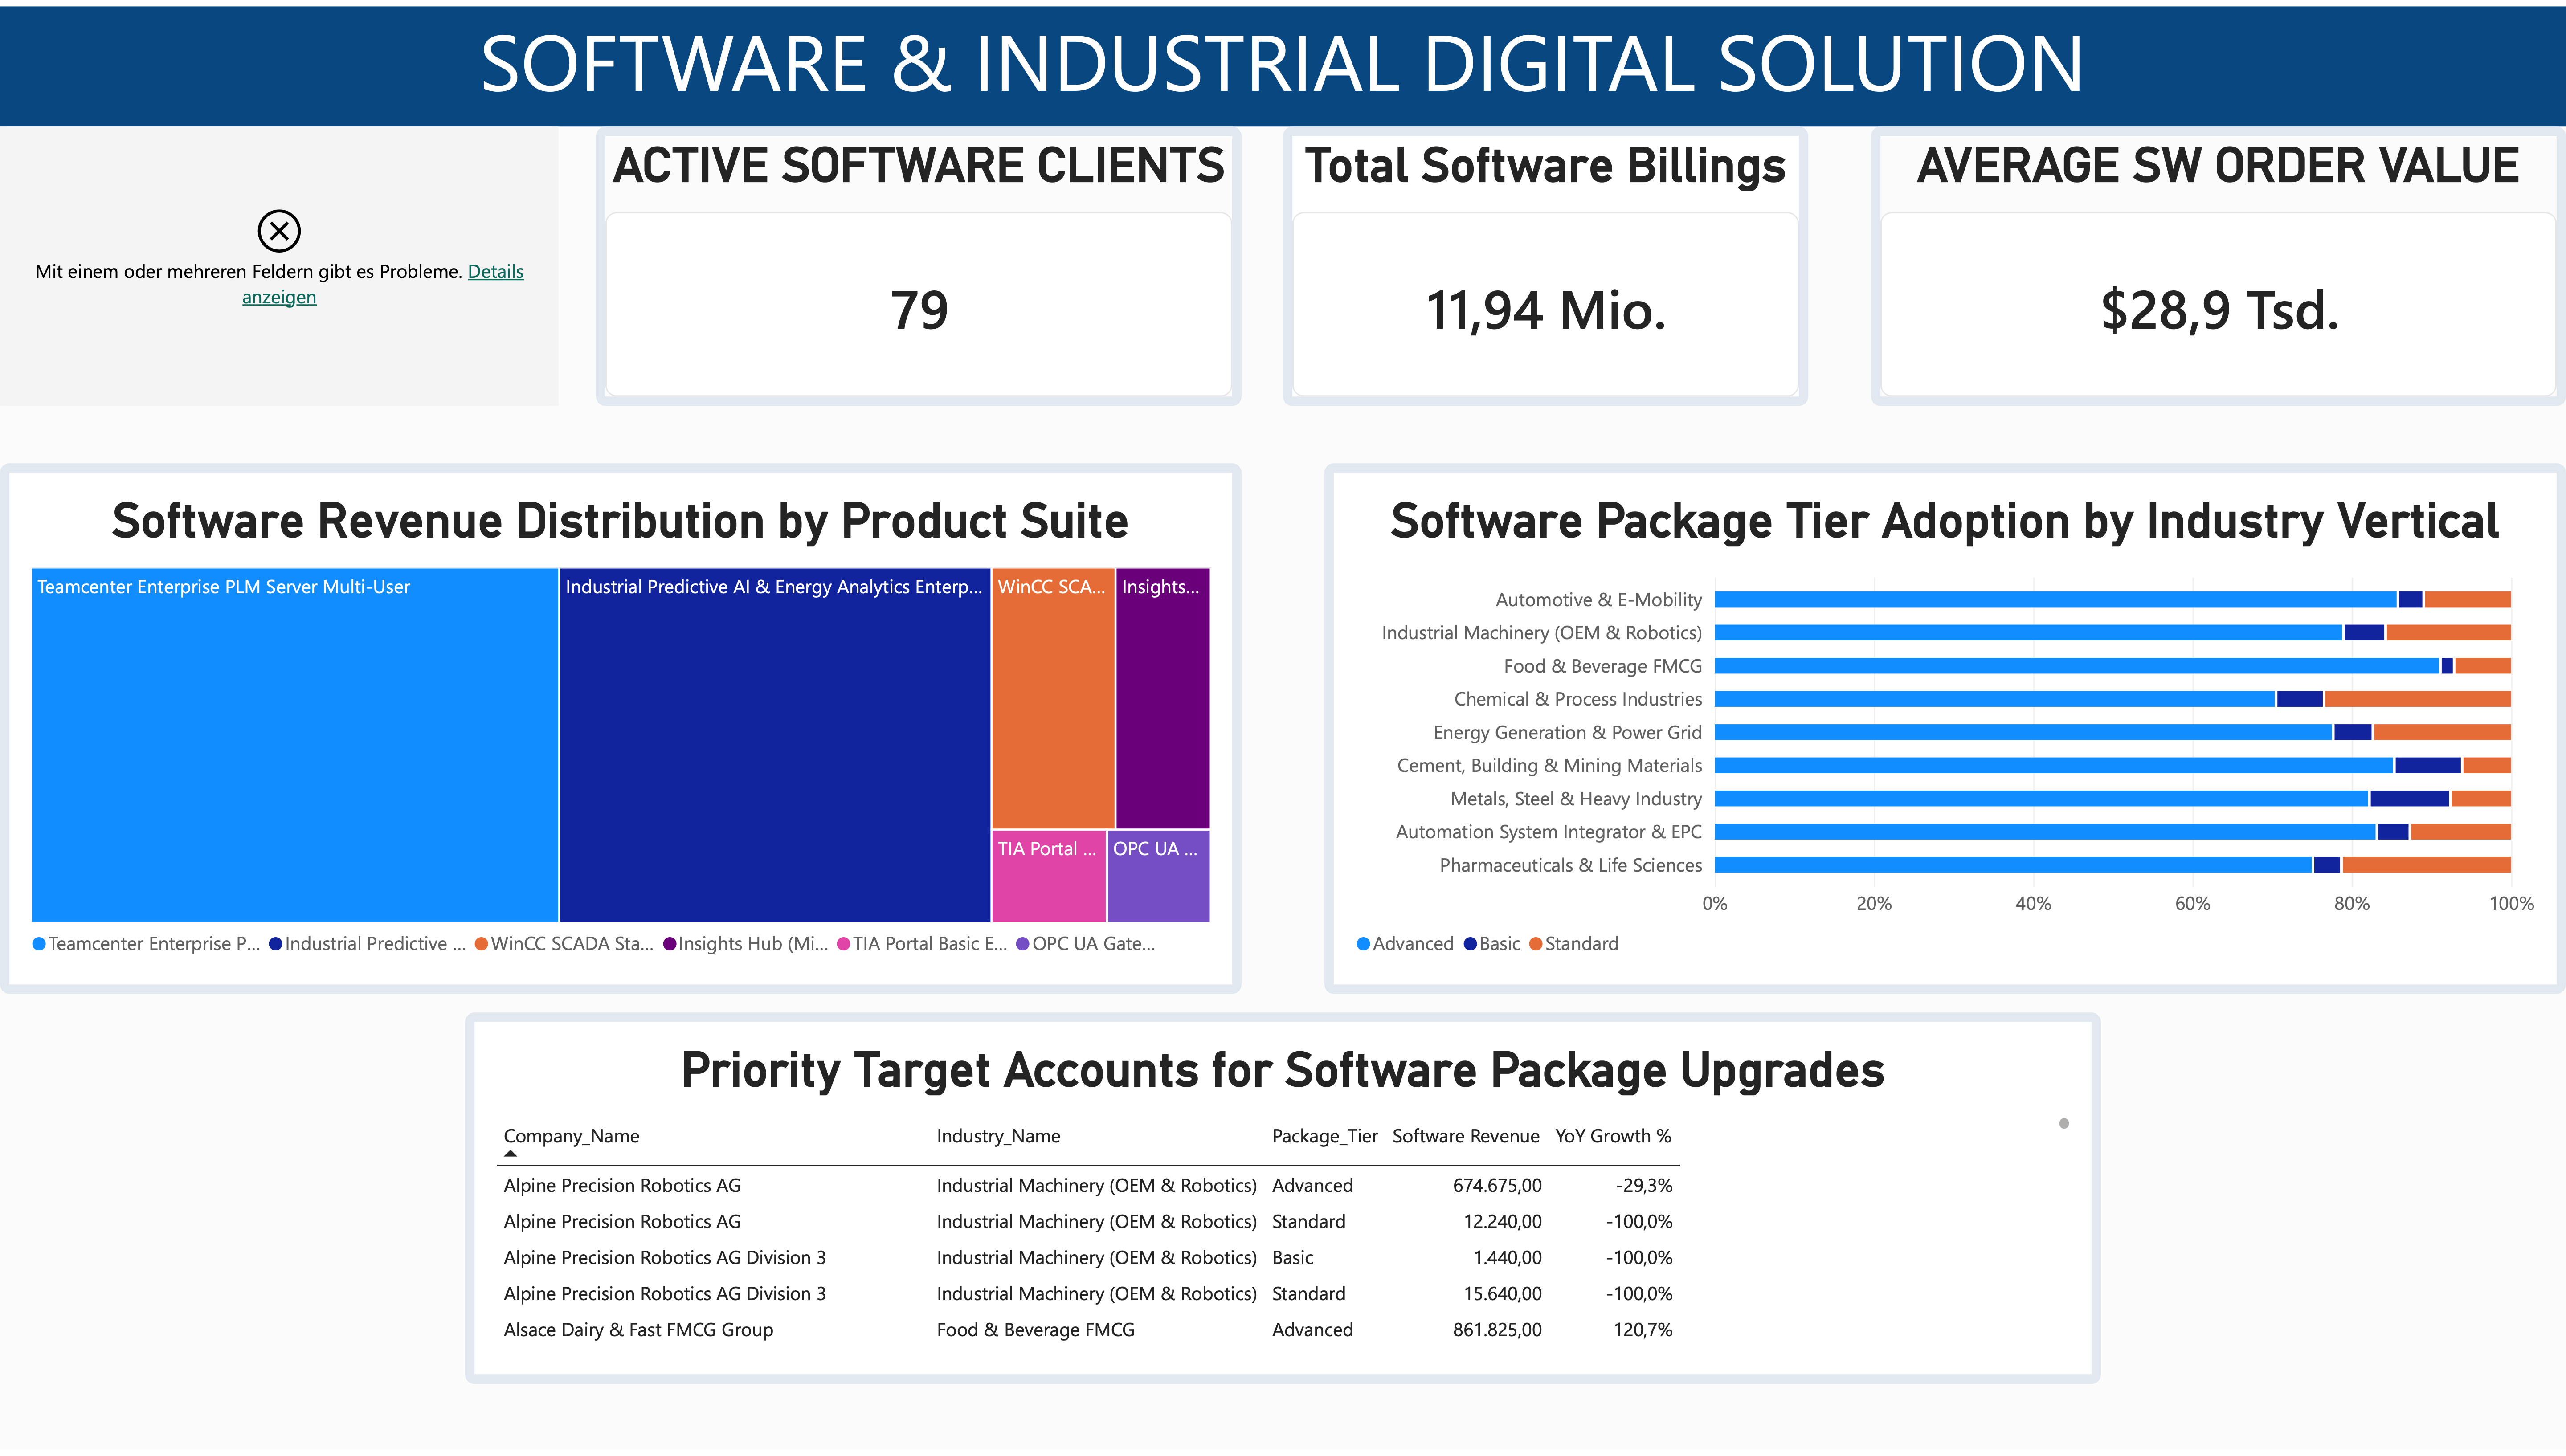 SOFTWARE & INDUSTRIAL DIGITAL SOLUTION
Mit einem oder mehreren Feldern gibt es Probleme. Details
anzeigen
ACTIVE SOFTWARE CLIENTS
79
Total Software Billings
11,94 Mio.
AVERAGE SW ORDER VALUE
$28,9 Tsd.
Software Revenue Distribution by Product Suite
Teamcenter Enterprise PLM Server Multi-User
Industrial Predictive AI & Energy Analytics Enterp...
WinCC SCA...
Insights...
TIA Portal ...
OPC UA ...
Teamcenter Enterprise P... Industrial Predictive ... WinCC SCADA Sta... Insights Hub (Mi... TIA Portal Basic E... OPC UA Gate...
Software Package Tier Adoption by Industry Vertical
Automotive & E-Mobility
Industrial Machinery (OEM & Robotics)
Food & Beverage FMCG
Chemical & Process Industries
Energy Generation & Power Grid
Cement, Building & Mining Materials
Metals, Steel & Heavy Industry
Automation System Integrator & EPC
Pharmaceuticals & Life Sciences
0% 20% 40% 60% 80% 100%
Advanced Basic Standard
Priority Target Accounts for Software Package Upgrades
Company_Name Industry_Name Package_Tier Software Revenue YoY Growth %
Alpine Precision Robotics AG Industrial Machinery (OEM & Robotics) Advanced 674.675,00 -29,3%
Alpine Precision Robotics AG Industrial Machinery (OEM & Robotics) Standard 12.240,00 -100,0%
Alpine Precision Robotics AG Division 3 Industrial Machinery (OEM & Robotics) Basic 1.440,00 -100,0%
Alpine Precision Robotics AG Division 3 Industrial Machinery (OEM & Robotics) Standard 15.640,00 -100,0%
Alsace Dairy & Fast FMCG Group Food & Beverage FMCG Advanced 861.825,00 120,7%